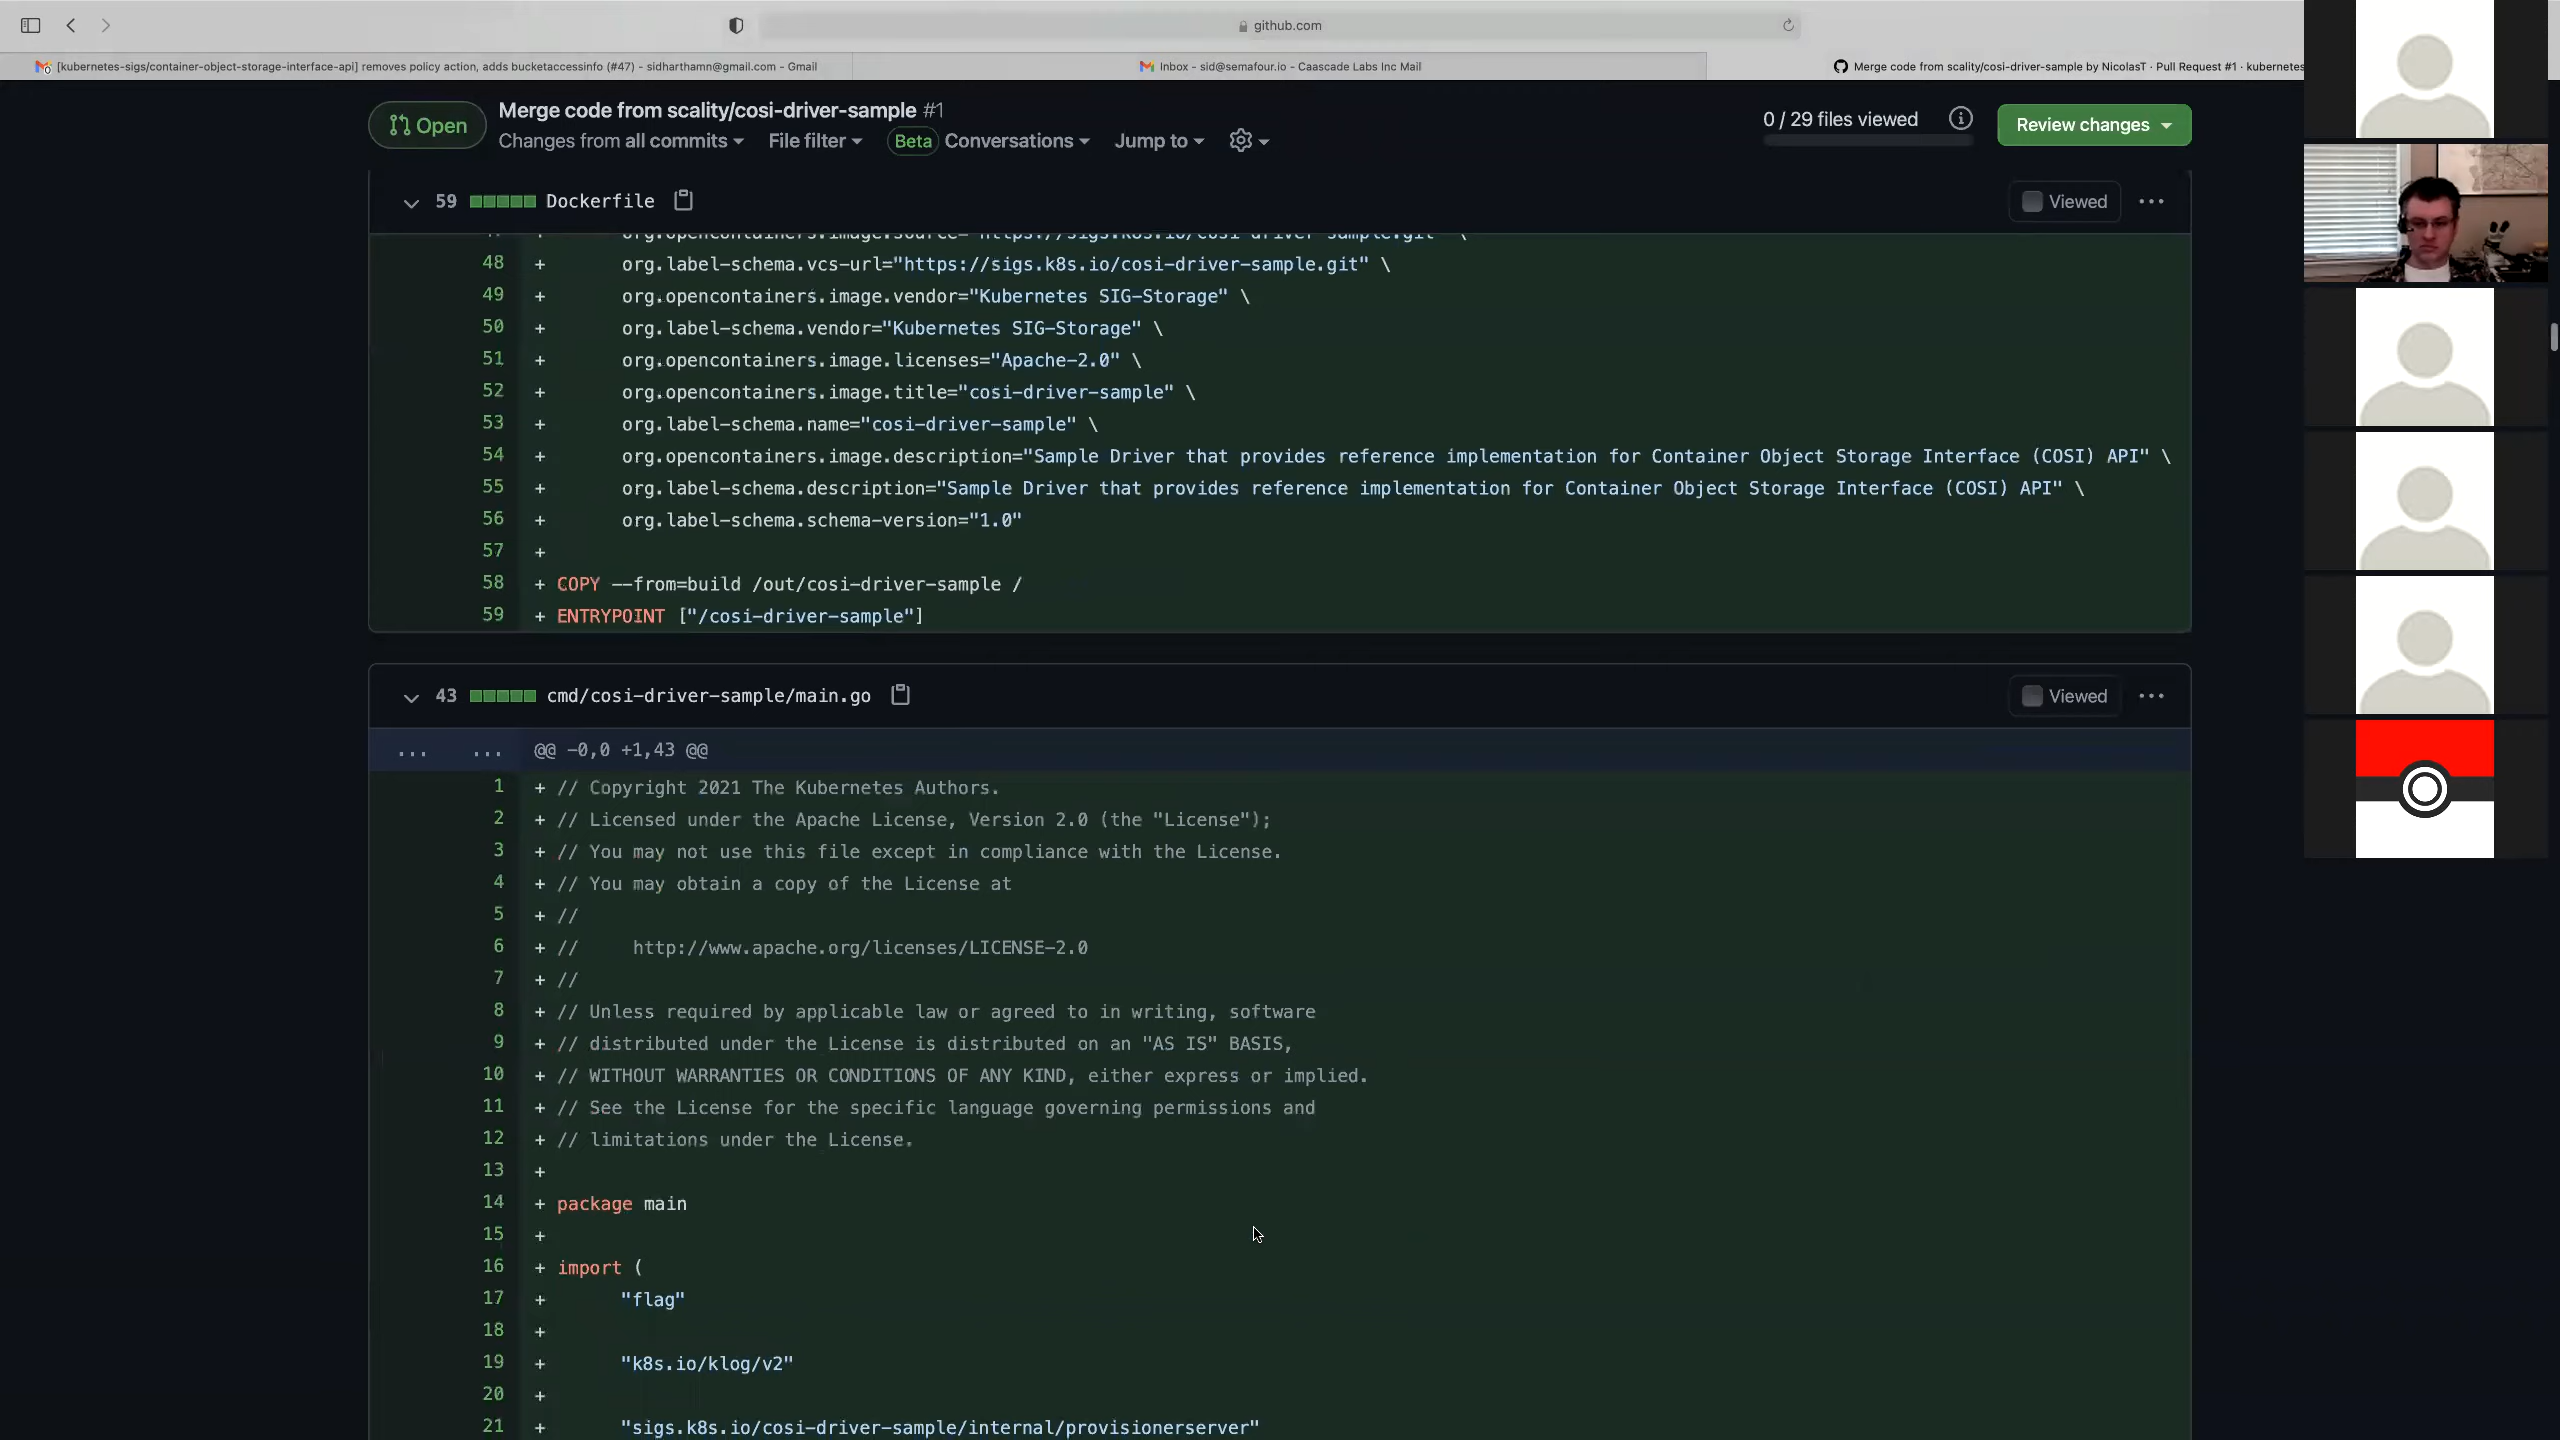 github.com
[kubernetes-sigs/container-object-storage-interface-api] removes policy action, adds bucketaccessinfo (#47) - sidharthamn@gmail.com - Gmail
Inbox - sid@semafour.io - Caascade Labs Inc Mail
Merge code from scality/cosi-driver-sample by NicolasT · Pull Request #1 · kubernetes
Open
Merge code from scality/cosi-driver-sample #1
Changes from all commits
File filter
Beta
Conversations
Jump to
0 / 29 files viewed
Review changes
59 Dockerfile
Viewed
org.opencontainers.image.source="https://sigs.k8s.io/cosi-driver-sample.git" \
48 + org.label-schema.vcs-url="https://sigs.k8s.io/cosi-driver-sample.git" \
49 + org.opencontainers.image.vendor="Kubernetes SIG-Storage" \
50 + org.label-schema.vendor="Kubernetes SIG-Storage" \
51 + org.opencontainers.image.licenses="Apache-2.0" \
52 + org.opencontainers.image.title="cosi-driver-sample" \
53 + org.label-schema.name="cosi-driver-sample" \
54 + org.opencontainers.image.description="Sample Driver that provides reference implementation for Container Object Storage Interface (COSI) API" \
55 + org.label-schema.description="Sample Driver that provides reference implementation for Container Object Storage Interface (COSI) API" \
56 + org.label-schema.schema-version="1.0"
57 +
58 + COPY --from=build /out/cosi-driver-sample /
59 + ENTRYPOINT ["/cosi-driver-sample"]
43 cmd/cosi-driver-sample/main.go
Viewed
... ... @@ -0,0 +1,43 @@
1 + // Copyright 2021 The Kubernetes Authors.
2 + // Licensed under the Apache License, Version 2.0 (the "License");
3 + // You may not use this file except in compliance with the License.
4 + // You may obtain a copy of the License at
5 + //
6 + // http://www.apache.org/licenses/LICENSE-2.0
7 + //
8 + // Unless required by applicable law or agreed to in writing, software
9 + // distributed under the License is distributed on an "AS IS" BASIS,
10 + // WITHOUT WARRANTIES OR CONDITIONS OF ANY KIND, either express or implied.
11 + // See the License for the specific language governing permissions and
12 + // limitations under the License.
13 +
14 + package main
15 +
16 + import (
17 + "flag"
18 +
19 + "k8s.io/klog/v2"
20 +
21 + "sigs.k8s.io/cosi-driver-sample/internal/provisionerserver"